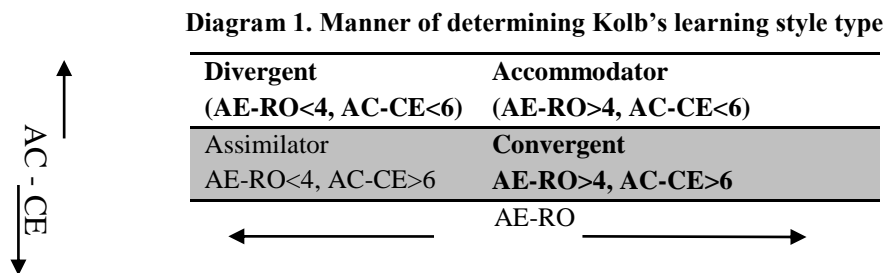 Diagram 1. Manner of determining Kolb's learning style type
Divergent Accommodator
(AE-RO<4, AC-CE<6) (AE-RO>4, AC-CE<6)
Assimilator Convergent
AE-RO<4, AC-CE>6 AE-RO>4, AC-CE>6
AE-RO
AC - CE